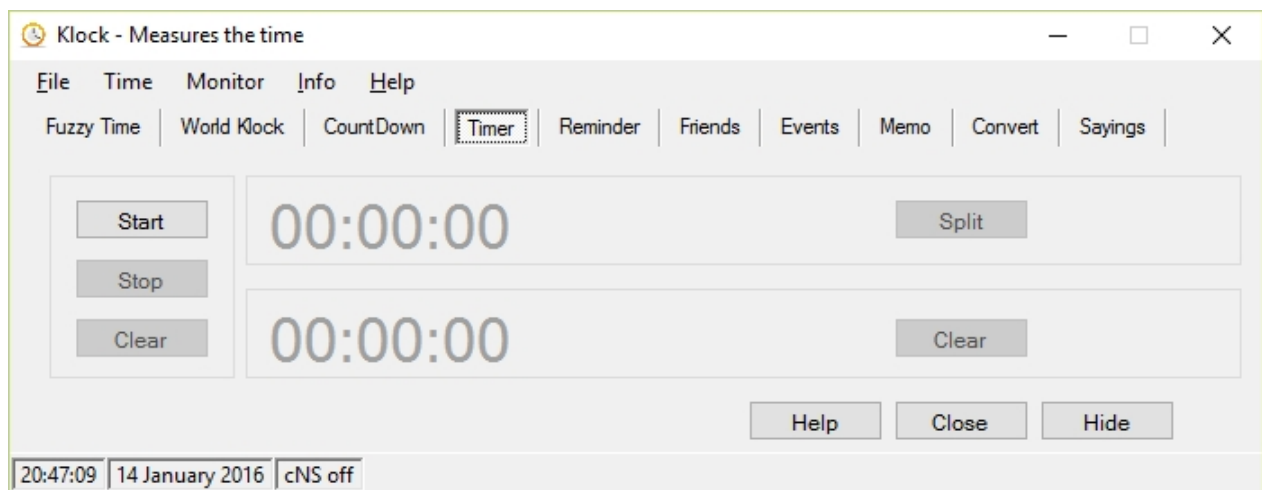 Klock - Measures the time
File Time Monitor Info Help
Fuzzy Time World Klock CountDown Timer Reminder Friends Events Memo Convert Sayings
Start 00:00:00 Split
Stop
Clear 00:00:00 Clear
Help Close Hide
20:47:09 14 January 2016 cNS off